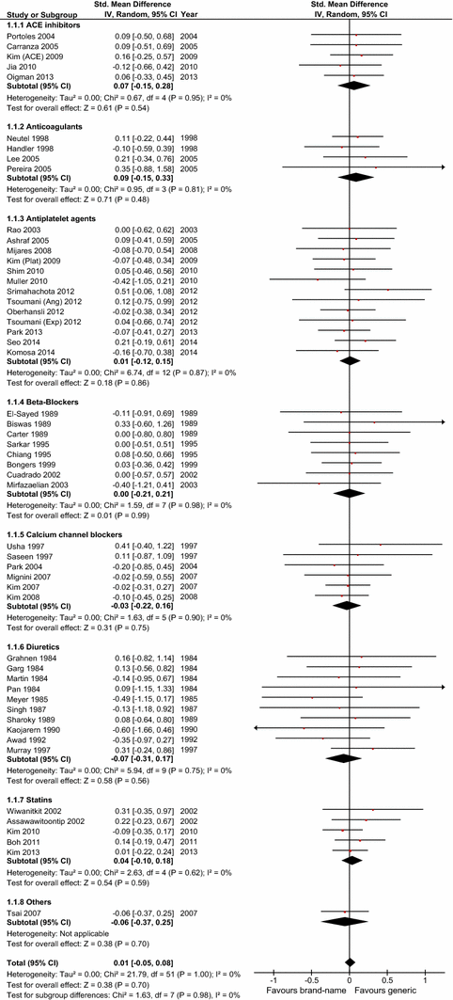 Std. Mean Difference Std. Mean Difference
Study or Subgroup IV, Random, 95% CI Year IV, Random, 95% CI
1.1.1 ACE inhibitors
Portoles 2004 0.09 [-0.50, 0.68] 2004
Carranza 2005 0.09 [-0.51, 0.69] 2005
Kim (ACE) 2009 0.16 [-0.25, 0.57] 2009
Jia 2010 -0.12 [-0.66, 0.42] 2010
Oigman 2013 0.06 [-0.33, 0.45] 2013
Subtotal (95% CI) 0.07 [-0.15, 0.28]
Heterogeneity: Tau² = 0.00; Chi² = 0.67, df = 4 (P = 0.95); I² = 0%
Test for overall effect: Z = 0.61 (P = 0.54)
1.1.2 Anticoagulants
Neutel 1998 0.11 [-0.22, 0.44] 1998
Handler 1998 -0.10 [-0.59, 0.39] 1998
Lee 2005 0.21 [-0.34, 0.76] 2005
Pereira 2005 0.35 [-0.88, 1.58] 2005
Subtotal (95% CI) 0.09 [-0.15, 0.33]
Heterogeneity: Tau² = 0.00; Chi² = 0.95, df = 3 (P = 0.81); I² = 0%
Test for overall effect: Z = 0.71 (P = 0.48)
1.1.3 Antiplatelet agents
Rao 2003 0.00 [-0.62, 0.62] 2003
Ashraf 2005 0.09 [-0.41, 0.59] 2005
Mijares 2008 -0.08 [-0.70, 0.54] 2008
Kim (Plat) 2009 -0.07 [-0.48, 0.34] 2009
Shim 2010 0.05 [-0.46, 0.56] 2010
Muller 2010 -0.42 [-1.05, 0.21] 2010
Srimahachota 2012 0.51 [-0.06, 1.08] 2012
Tsoumani (Ang) 2012 0.12 [-0.75, 0.99] 2012
Oberhansli 2012 -0.02 [-0.38, 0.34] 2012
Tsoumani (Exp) 2012 0.04 [-0.66, 0.74] 2012
Park 2013 -0.07 [-0.41, 0.27] 2013
Seo 2014 0.21 [-0.19, 0.61] 2014
Komosa 2014 -0.16 [-0.70, 0.38] 2014
Subtotal (95% CI) 0.01 [-0.12, 0.15]
Heterogeneity: Tau² = 0.00; Chi² = 6.74, df = 12 (P = 0.87); I² = 0%
Test for overall effect: Z = 0.18 (P = 0.86)
1.1.4 Beta-Blockers
El-Sayed 1989 -0.11 [-0.91, 0.69] 1989
Biswas 1989 0.33 [-0.60, 1.26] 1989
Carter 1989 0.00 [-0.80, 0.80] 1989
Sarkar 1995 0.00 [-0.51, 0.51] 1995
Chiang 1995 0.08 [-0.50, 0.66] 1995
Bongers 1999 0.03 [-0.36, 0.42] 1999
Cuadrado 2002 0.00 [-0.57, 0.57] 2002
Mirfazaelian 2003 -0.40 [-1.21, 0.41] 2003
Subtotal (95% CI) 0.00 [-0.21, 0.21]
Heterogeneity: Tau² = 0.00; Chi² = 1.59, df = 7 (P = 0.98); I² = 0%
Test for overall effect: Z = 0.01 (P = 0.99)
1.1.5 Calcium channel blockers
Usha 1997 0.41 [-0.40, 1.22] 1997
Saseen 1997 0.11 [-0.87, 1.09] 1997
Park 2004 -0.20 [-0.85, 0.45] 2004
Mignini 2007 -0.02 [-0.59, 0.55] 2007
Kim 2007 -0.02 [-0.31, 0.27] 2007
Kim 2008 -0.10 [-0.45, 0.25] 2008
Subtotal (95% CI) -0.03 [-0.22, 0.16]
Heterogeneity: Tau² = 0.00; Chi² = 1.63, df = 5 (P = 0.90); I² = 0%
Test for overall effect: Z = 0.31 (P = 0.75)
1.1.6 Diuretics
Grahnen 1984 0.16 [-0.82, 1.14] 1984
Garg 1984 0.13 [-0.56, 0.82] 1984
Martin 1984 -0.14 [-0.95, 0.67] 1984
Pan 1984 0.09 [-1.15, 1.33] 1984
Meyer 1985 -0.49 [-1.15, 0.17] 1985
Singh 1987 -0.13 [-1.18, 0.92] 1987
Sharoky 1989 0.08 [-0.64, 0.80] 1989
Kaojarern 1990 -0.60 [-1.66, 0.46] 1990
Awad 1992 -0.35 [-0.97, 0.27] 1992
Murray 1997 0.31 [-0.24, 0.86] 1997
Subtotal (95% CI) -0.07 [-0.31, 0.17]
Heterogeneity: Tau² = 0.00; Chi² = 5.94, df = 9 (P = 0.75); I² = 0%
Test for overall effect: Z = 0.58 (P = 0.56)
1.1.7 Statins
Wiwanitkit 2002 0.31 [-0.35, 0.97] 2002
Assawawitoontip 2002 0.22 [-0.23, 0.67] 2002
Kim 2010 -0.09 [-0.35, 0.17] 2010
Boh 2011 0.14 [-0.19, 0.47] 2011
Kim 2013 0.01 [-0.22, 0.24] 2013
Subtotal (95% CI) 0.04 [-0.10, 0.18]
Heterogeneity: Tau² = 0.00; Chi² = 2.63, df = 4 (P = 0.62); I² = 0%
Test for overall effect: Z = 0.54 (P = 0.59)
1.1.8 Others
Tsai 2007 -0.06 [-0.37, 0.25] 2007
Subtotal (95% CI) -0.06 [-0.37, 0.25]
Heterogeneity: Not applicable
Test for overall effect: Z = 0.38 (P = 0.70)
Total (95% CI) 0.01 [-0.05, 0.08]
Heterogeneity: Tau² = 0.00; Chi² = 21.79, df = 51 (P = 1.00); I² = 0%
Test for overall effect: Z = 0.38 (P = 0.70)
Test for subgroup differences: Chi² = 1.63, df = 7 (P = 0.98), I² = 0%
-1 -0.5 0 0.5 1
Favours brand-name Favours generic